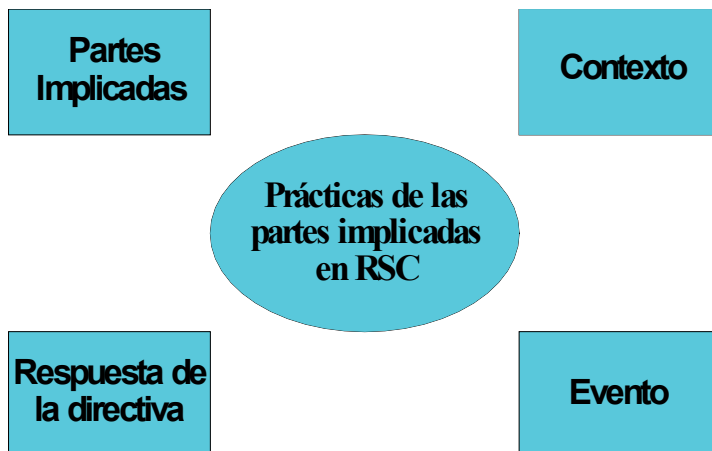 Partes
Implicadas
Contexto
Prácticas de las
partes implicadas
en RSC
Respuesta de
la directiva
Evento